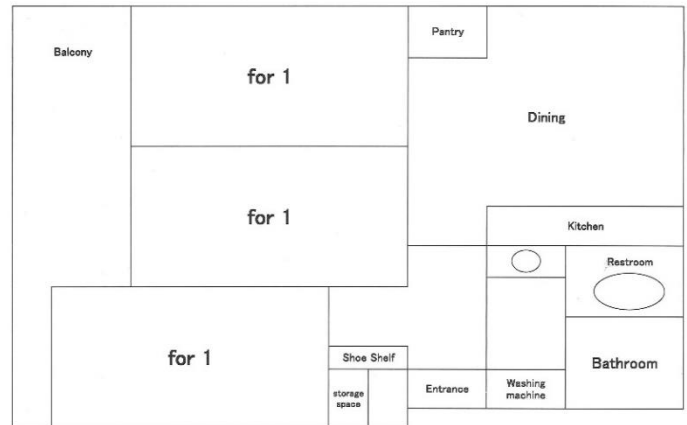 Balcony
for 1
Pantry
Dining
for 1
Kitchen
Restroom
for 1
Shoe Shelf
Bathroom
storage
space
Entrance
Washing
machine